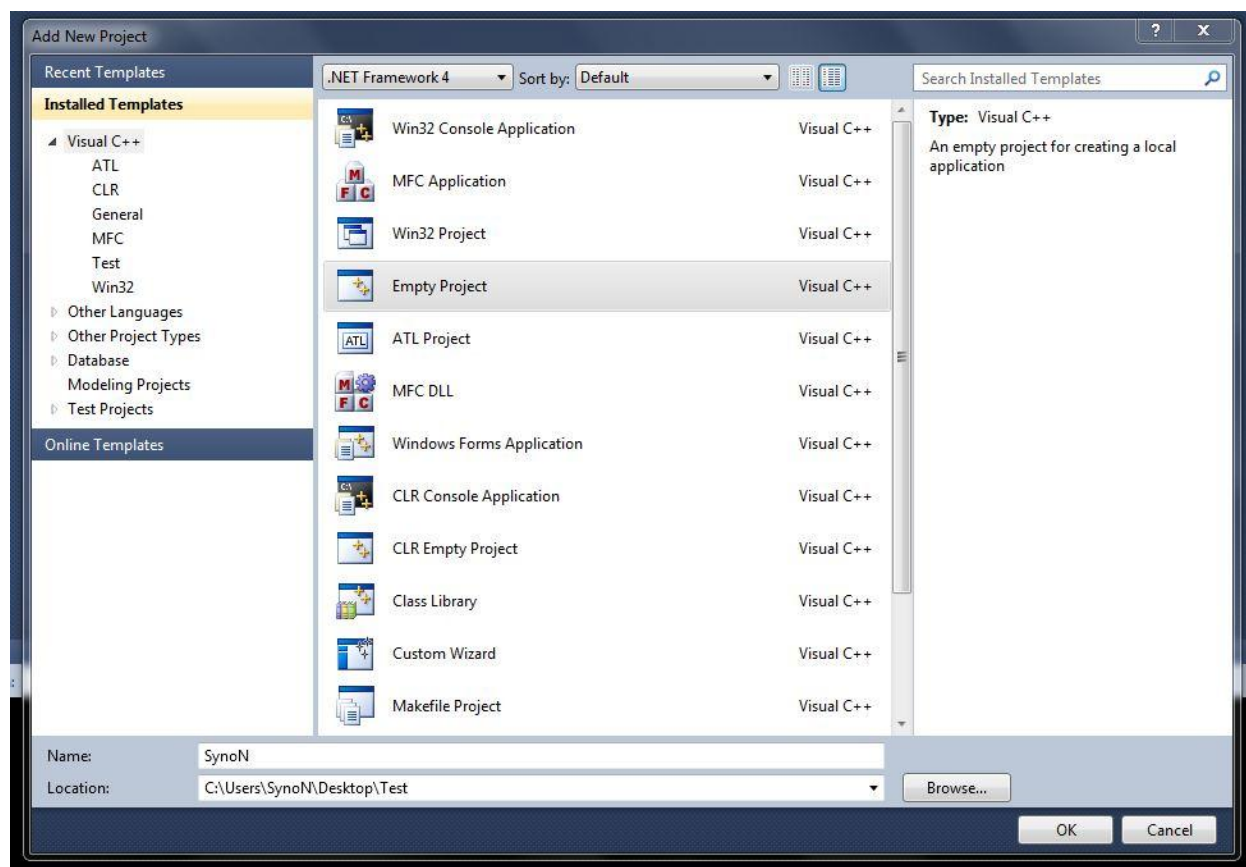 Add New Project
? X
Recent Templates
Installed Templates
Visual C++
ATL
CLR
General
MFC
Test
Win32
Other Languages
Other Project Types
Database
Modeling Projects
Test Projects
Online Templates
.NET Framework 4 Sort by: Default
Win32 Console Application Visual C++
MFC Application Visual C++
Win32 Project Visual C++
Empty Project Visual C++
ATL Project Visual C++
MFC DLL Visual C++
Windows Forms Application Visual C++
CLR Console Application Visual C++
CLR Empty Project Visual C++
Class Library Visual C++
Custom Wizard Visual C++
Makefile Project Visual C++
Search Installed Templates
Type: Visual C++
An empty project for creating a local
application
Name: SynoN
Location: C:\Users\SynoN\Desktop\Test Browse...
OK Cancel